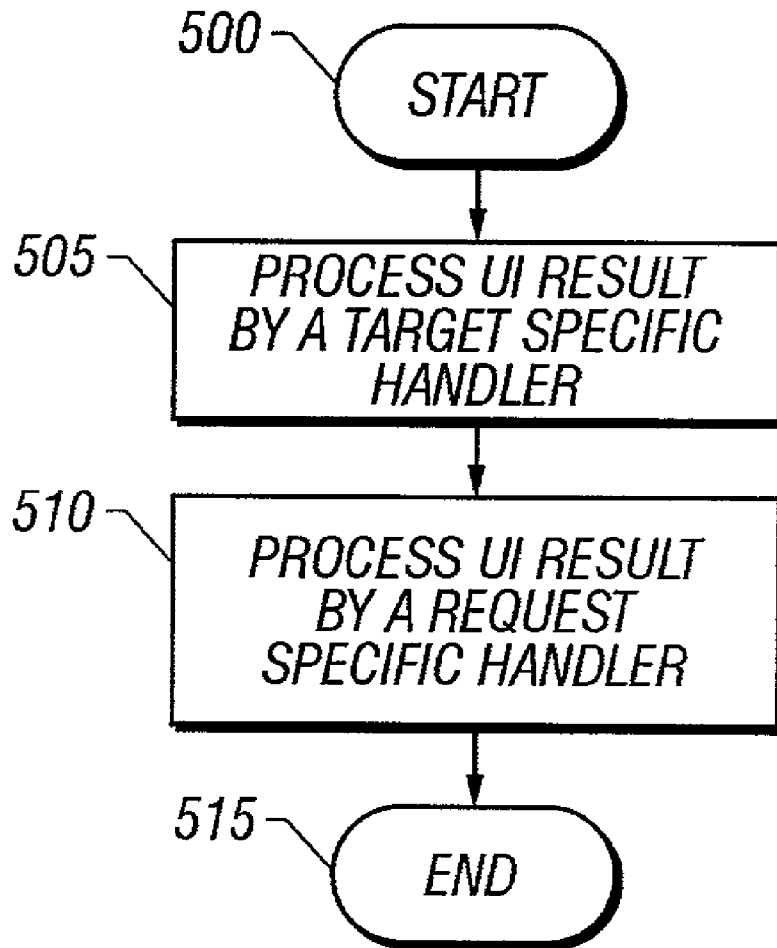 500
START
505
PROCESS UI RESULT
BY A TARGET SPECIFIC
HANDLER
510
PROCESS UI RESULT
BY A REQUEST
SPECIFIC HANDLER
515
END